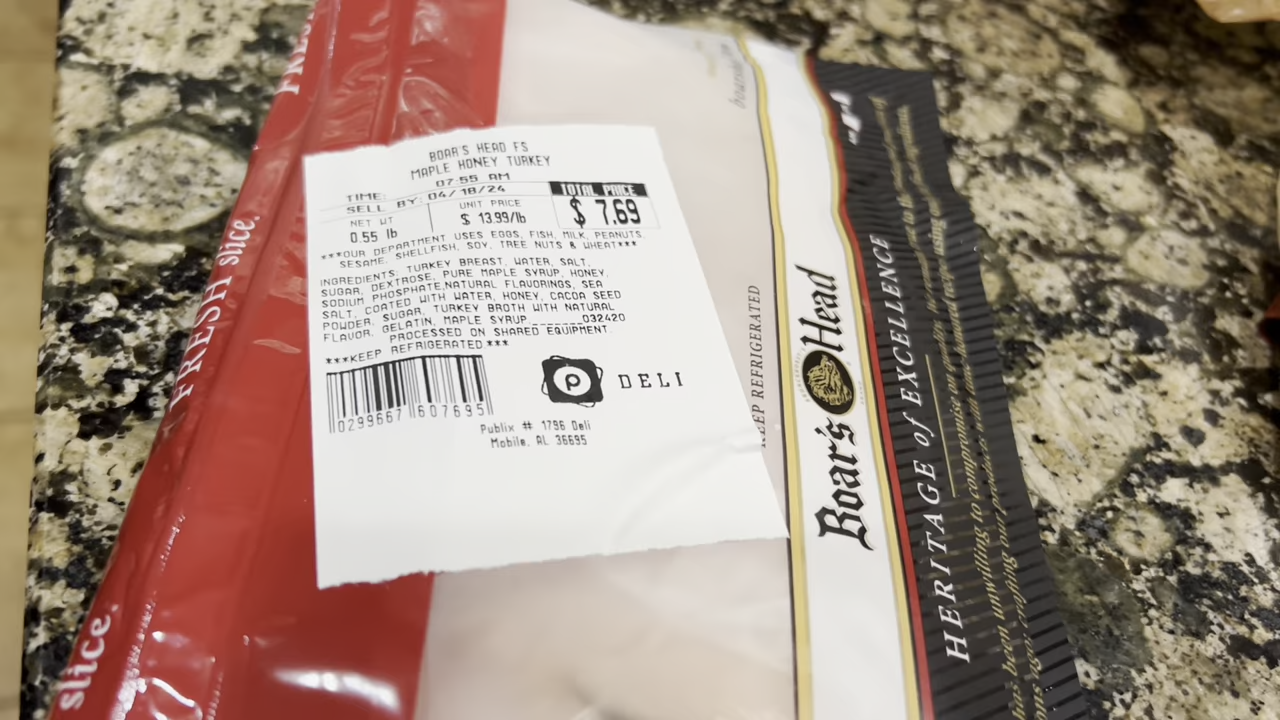 BOAR'S HEAD FS
MAPLE HONEY TURKEY
TIME: 07:55 AM
SELL BY: 04/18/24
NET WT
0.55 lb
UNIT PRICE
$ 13.99/lb
TOTAL PRICE
$ 7.69
***OUR DEPARTMENT USES EGGS, FISH, MILK, PEANUTS,
SESAME, SHELLFISH, SOY, TREE NUTS & WHEAT***
INGREDIENTS: TURKEY BREAST, WATER, SALT,
SUGAR, DEXTROSE, PURE MAPLE SYRUP, HONEY,
SODIUM PHOSPHATE,NATURAL FLAVORINGS, SEA
SALT, COATED WITH WATER, HONEY, CACOA SEED
POWDER, SUGAR, TURKEY BROTH WITH NATURAL
FLAVOR, GELATIN, MAPLE SYRUP 032420
PROCESSED ON SHARED EQUIPMENT.
***KEEP REFRIGERATED***
0299667 607695
P DELI
Publix # 1796 Deli
Mobile, AL 36695
FRESH slice.
slice.
KEEP REFRIGERATED
Boar's Head
HERITAGE of EXCELLENCE
has been unwilling to compromise